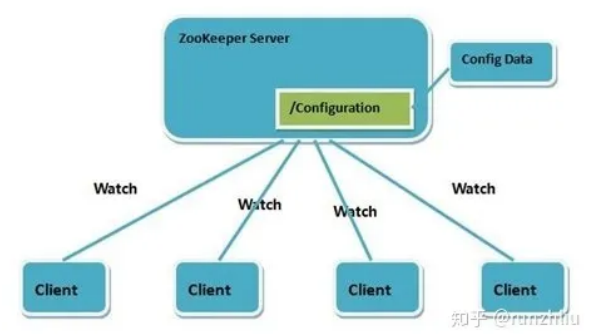 ZooKeeper Server
Config Data
/Configuration
Watch
Watch
Watch
Watch
Client
Client
Client
Client
知乎 @runzhliu